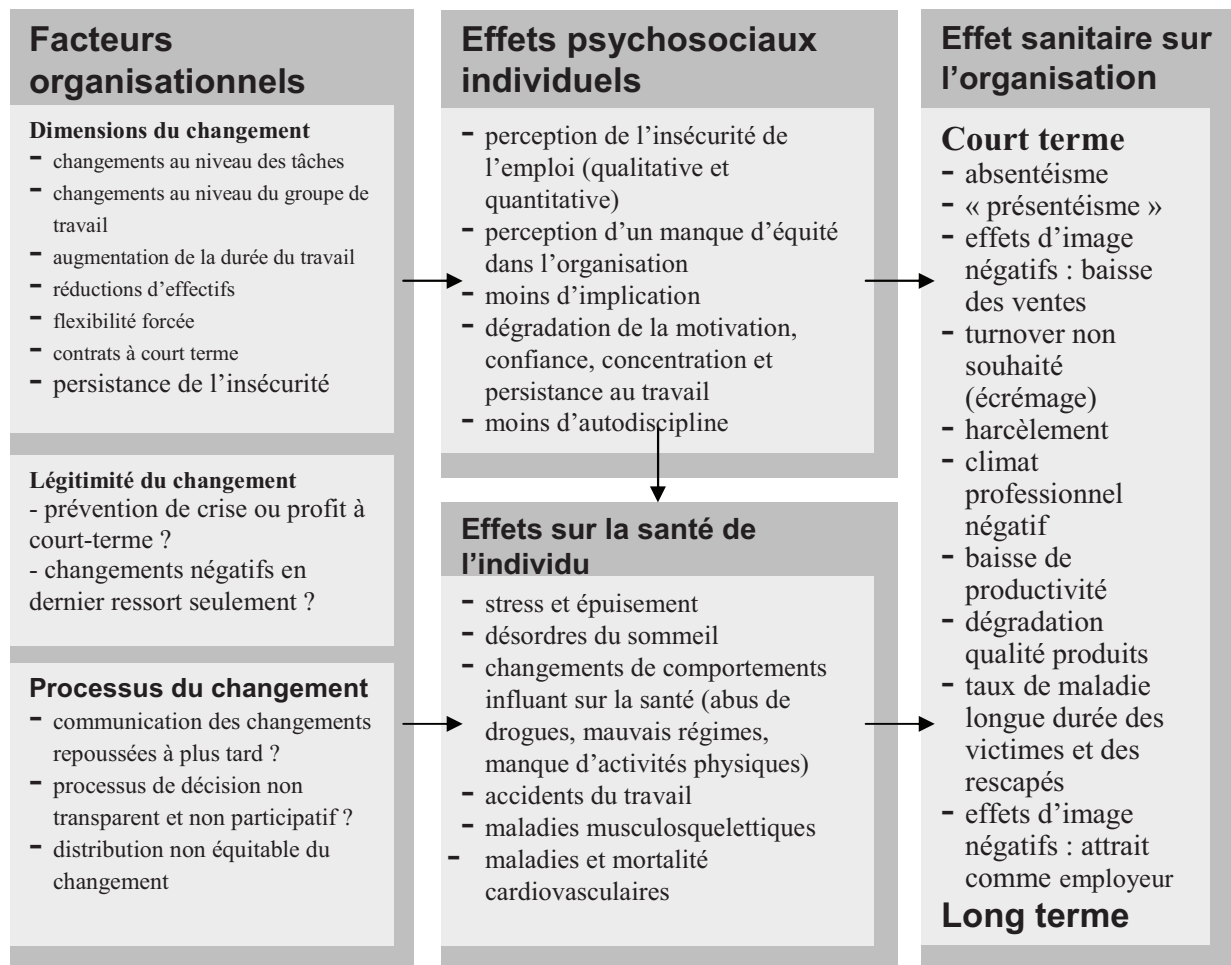 Facteurs
organisationnels
Dimensions du changement
- changements au niveau des tâches
- changements au niveau du groupe de
travail
- augmentation de la durée du travail
- réductions d’effectifs
- flexibilité forcée
- contrats à court terme
- persistance de l’insécurité
Légitimité du changement
- prévention de crise ou profit à
court-terme ?
- changements négatifs en
dernier ressort seulement ?
Processus du changement
- communication des changements
repoussées à plus tard ?
- processus de décision non
transparent et non participatif ?
- distribution non équitable du
changement
Effets psychosociaux
individuels
- perception de l’insécurité de
l’emploi (qualitative et
quantitative)
- perception d’un manque d’équité
dans l’organisation
- moins d’implication
- dégradation de la motivation,
confiance, concentration et
persistance au travail
- moins d’autodiscipline
Effets sur la santé de
l’individu
- stress et épuisement
- désordres du sommeil
- changements de comportements
influant sur la santé (abus de
drogues, mauvais régimes,
manque d’activités physiques)
- accidents du travail
- maladies musculosquelettiques
- maladies et mortalité
cardiovasculaires
Effet sanitaire sur
l’organisation
Court terme
- absentéisme
- « présentéisme »
- effets d’image
négatifs : baisse
des ventes
- turnover non
souhaité
(écrémage)
- harcèlement
- climat
professionnel
négatif
- baisse de
productivité
- dégradation
qualité produits
- taux de maladie
longue durée des
victimes et des
rescapés
- effets d’image
négatifs : attrait
comme employeur
Long terme